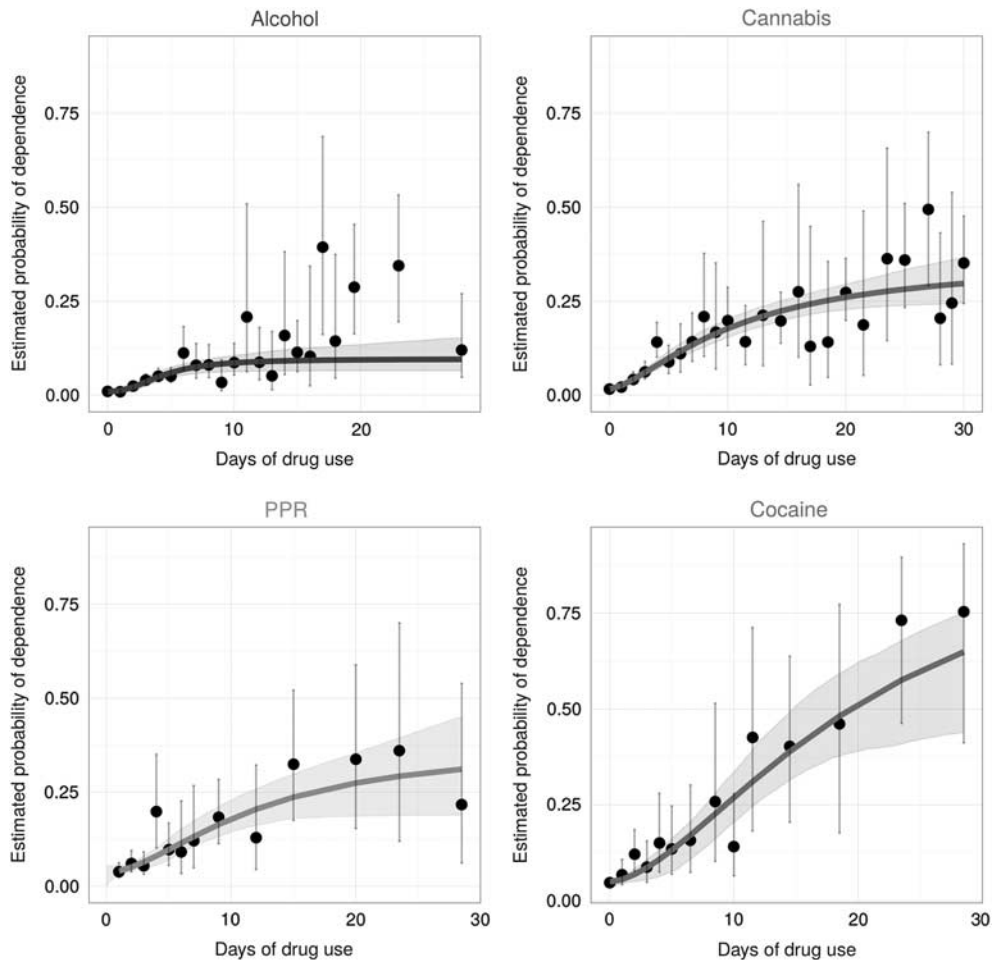 Alcohol
Estimated probability of dependence
0.75
0.50
0.25
0.00
0 10 20
Days of drug use
Cannabis
Estimated probability of dependence
0.75
0.50
0.25
0.00
0 10 20 30
Days of drug use
PPR
Estimated probability of dependence
0.75
0.50
0.25
0.00
0 10 20 30
Days of drug use
Cocaine
Estimated probability of dependence
0.75
0.50
0.25
0.00
0 10 20 30
Days of drug use